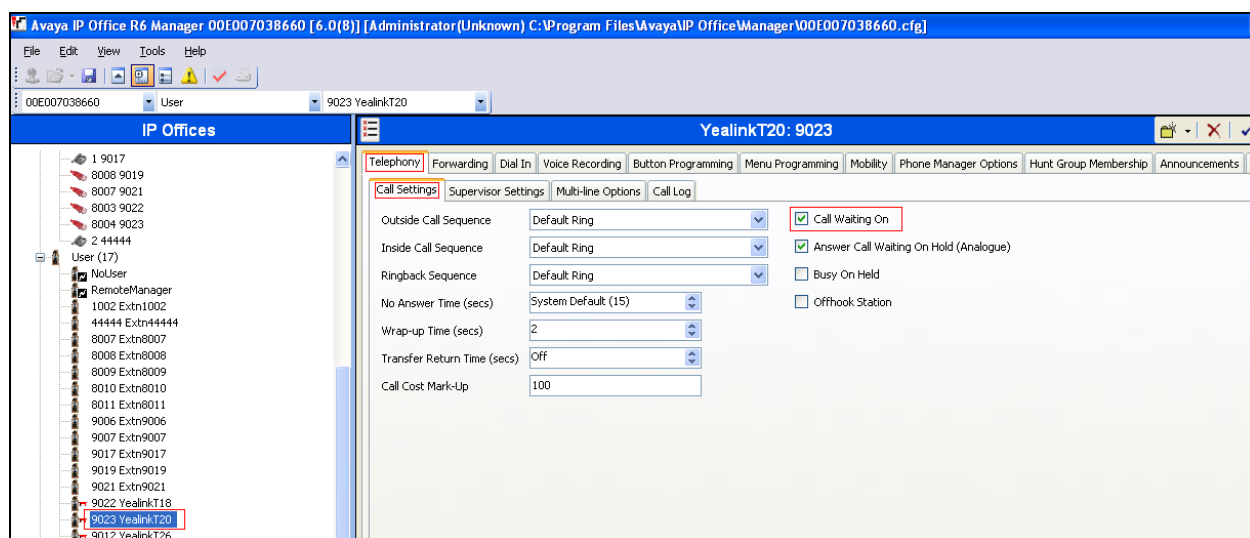 Avaya IP Office R6 Manager 00E007038660 [6.0(8)] [Administrator(Unknown) C:\Program Files\Avaya\IP Office\Manager\00E007038660.cfg]
File Edit View Tools Help
00E007038660 User 9023 YealinkT20
IP Offices
1 9017
8008 9019
8007 9021
8003 9022
8004 9023
2 44444
User (17)
NoUser
RemoteManager
1002 Extn1002
44444 Extn44444
8007 Extn8007
8008 Extn8008
8009 Extn8009
8010 Extn8010
8011 Extn8011
9006 Extn9006
9007 Extn9007
9017 Extn9017
9019 Extn9019
9021 Extn9021
9022 YealinkT18
9023 YealinkT20
9012 YealinkT26
YealinkT20: 9023
Telephony Forwarding Dial In Voice Recording Button Programming Menu Programming Mobility Phone Manager Options Hunt Group Membership Announcements
Call Settings Supervisor Settings Multi-line Options Call Log
Outside Call Sequence Default Ring Call Waiting On
Inside Call Sequence Default Ring Answer Call Waiting On Hold (Analogue)
Ringback Sequence Default Ring Busy On Held
No Answer Time (secs) System Default (15) Offhook Station
Wrap-up Time (secs) 2
Transfer Return Time (secs) Off
Call Cost Mark-Up 100